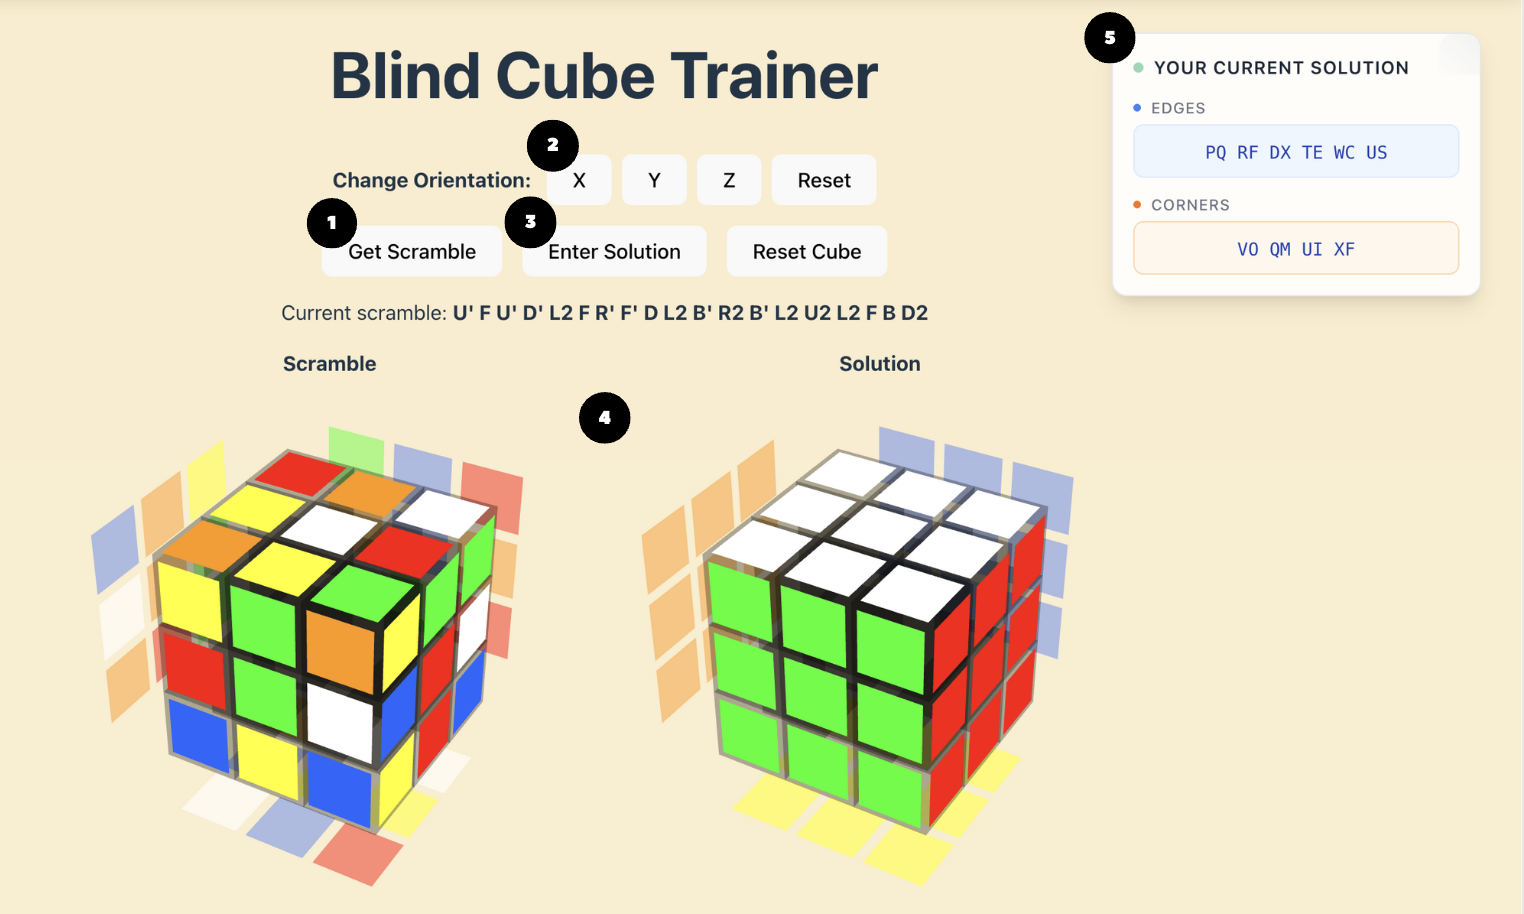 Blind Cube Trainer
5
YOUR CURRENT SOLUTION
EDGES
PQ RF DX TE WC US
CORNERS
VO QM UI XF
2
Change Orientation: X Y Z Reset
1
3
Get Scramble Enter Solution Reset Cube
Current scramble: U' F U' D' L2 F R' F' D L2 B' R2 B' L2 U2 L2 F B D2
Scramble Solution
4